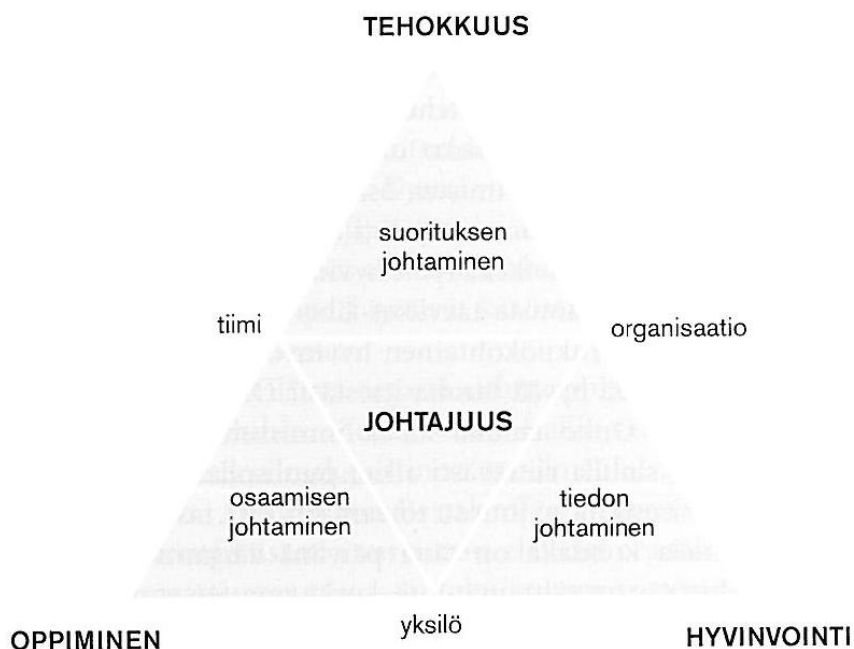 TEHOKKUUS
suorituksen
johtaminen
tiimi
organisaatio
JOHTAJUUS
osaamisen
johtaminen
tiedon
johtaminen
OPPIMINEN
yksilö
HYVINVOINTI